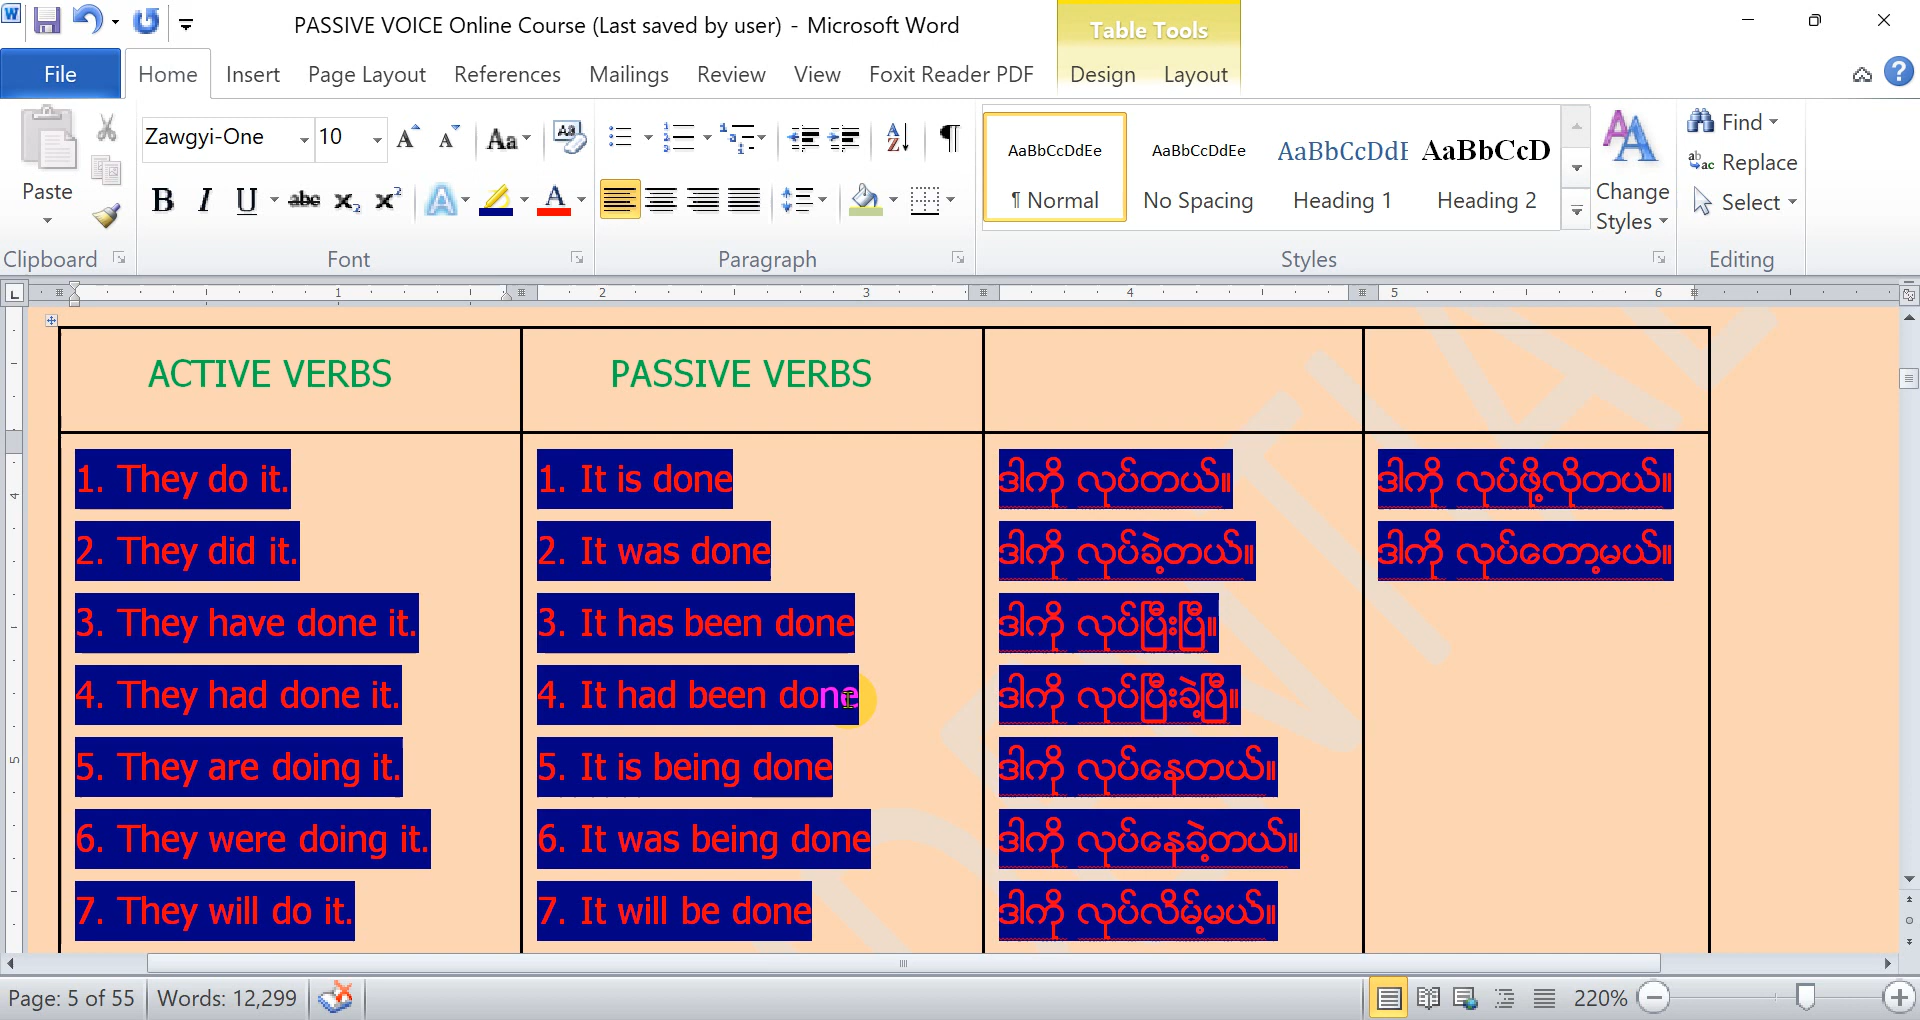 PASSIVE VOICE Online Course (Last saved by user) - Microsoft Word
Table Tools
File Home Insert Page Layout References Mailings Review View Foxit Reader PDF Design Layout
Zawgyi-One 10
Paste
AaBbCcDdEe AaBbCcDdEe AaBbCcDdE AaBbCcD
¶ Normal No Spacing Heading 1 Heading 2
Change Styles
Find
Replace
Select
Clipboard Font Paragraph Styles Editing
1 2 3 4 5 6
ACTIVE VERBS PASSIVE VERBS
1. They do it. 1. It is done ဒါကို လုပ်တယ်။ ဒါကို လုပ်ဖို့လိုတယ်။
2. They did it. 2. It was done ဒါကို လုပ်ခဲ့တယ်။ ဒါကို လုပ်တော့မယ်။
3. They have done it. 3. It has been done ဒါကို လုပ်ပြီးပြီ။
4. They had done it. 4. It had been done ဒါကို လုပ်ပြီးခဲ့ပြီ။
5. They are doing it. 5. It is being done ဒါကို လုပ်နေတယ်။
6. They were doing it. 6. It was being done ဒါကို လုပ်နေခဲ့တယ်။
7. They will do it. 7. It will be done ဒါကို လုပ်လိမ့်မယ်။
Page: 5 of 55 Words: 12,299 220%